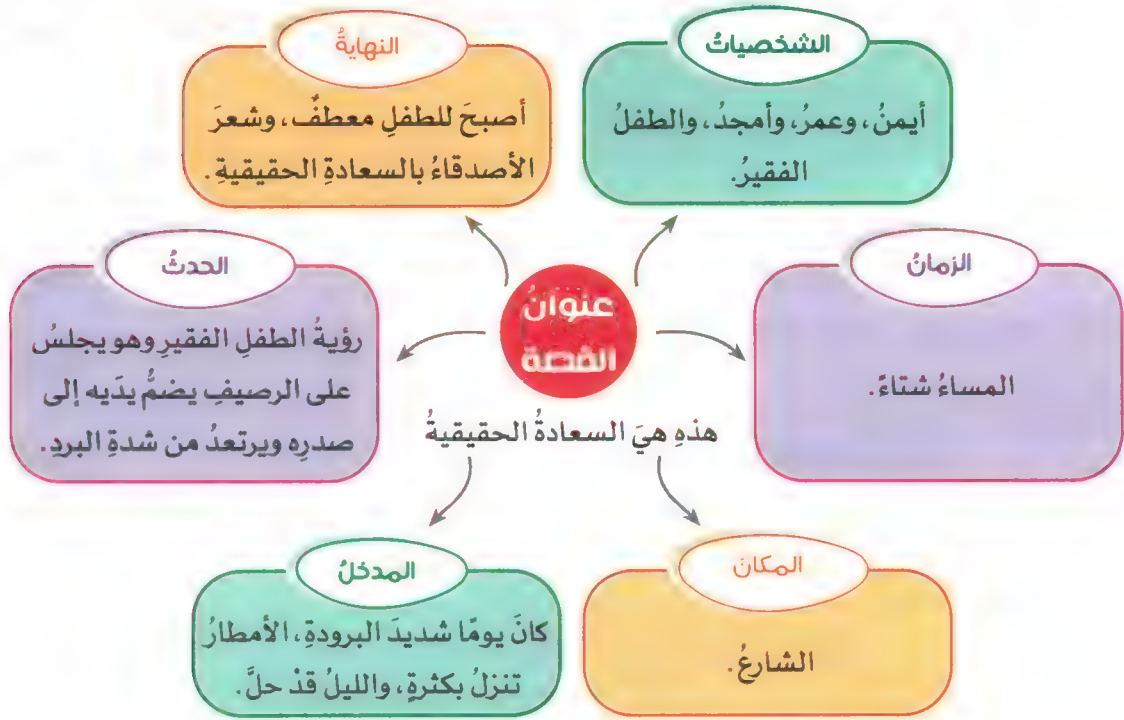 الشخصياتُ
أيمنُ، وعمرُ، وأمجدُ، والطفلُ
الفقيرُ.
النهايةُ
أصبحَ للطفلِ معطفٌ، وشعرَ
الأصدقاءُ بالسعادةِ الحقيقيةِ.
الزمانُ
المساءُ شتاءً.
عنوانُ
القصة
هذهِ هيَ السعادةُ الحقيقيةُ
الحدثُ
رؤيةُ الطفلِ الفقيرِ وهو يجلسُ
على الرصيفِ يضمُّ يدَيه إلى
صدرِه ويرتعدُ من شدةِ البردِ.
المكانُ
الشارعُ.
المدخلُ
كانَ يومًا شديدَ البرودةِ، الأمطارُ
تنزلُ بكثرةٍ، والليلُ قدْ حلَّ.